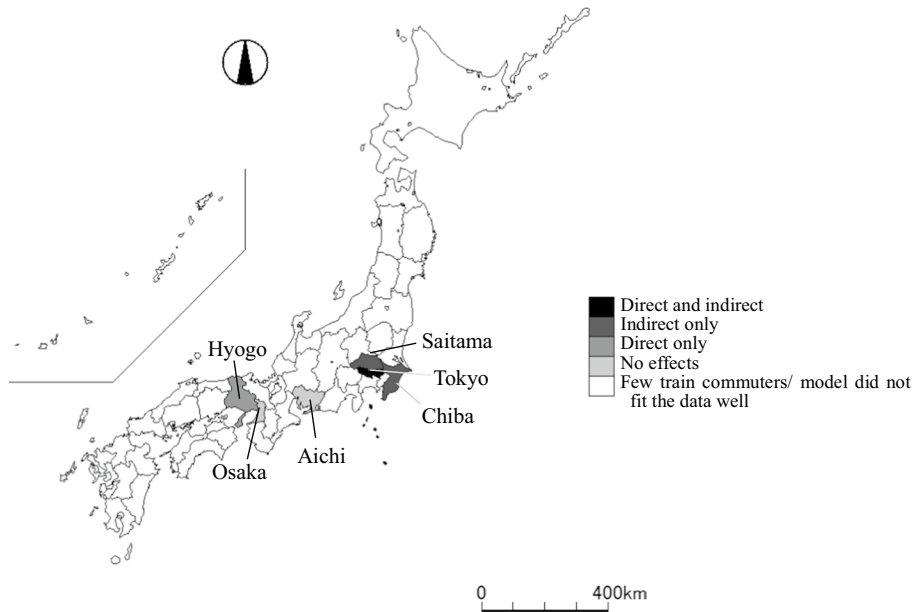 Direct and indirect
Indirect only
Direct only
No effects
Few train commuters/ model did not
fit the data well
Saitama
Tokyo
Chiba
Hyogo
Osaka
Aichi
0 400km